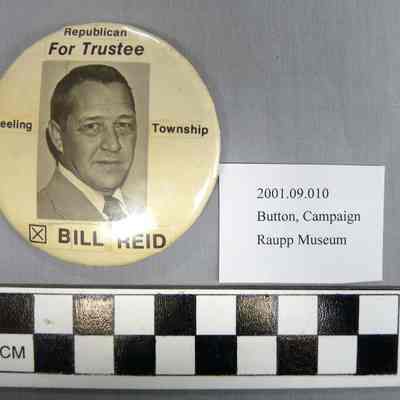 Republican
For Trustee
eeling Township
BILL REID
2001.09.010
Button, Campaign
Raupp Museum
CM